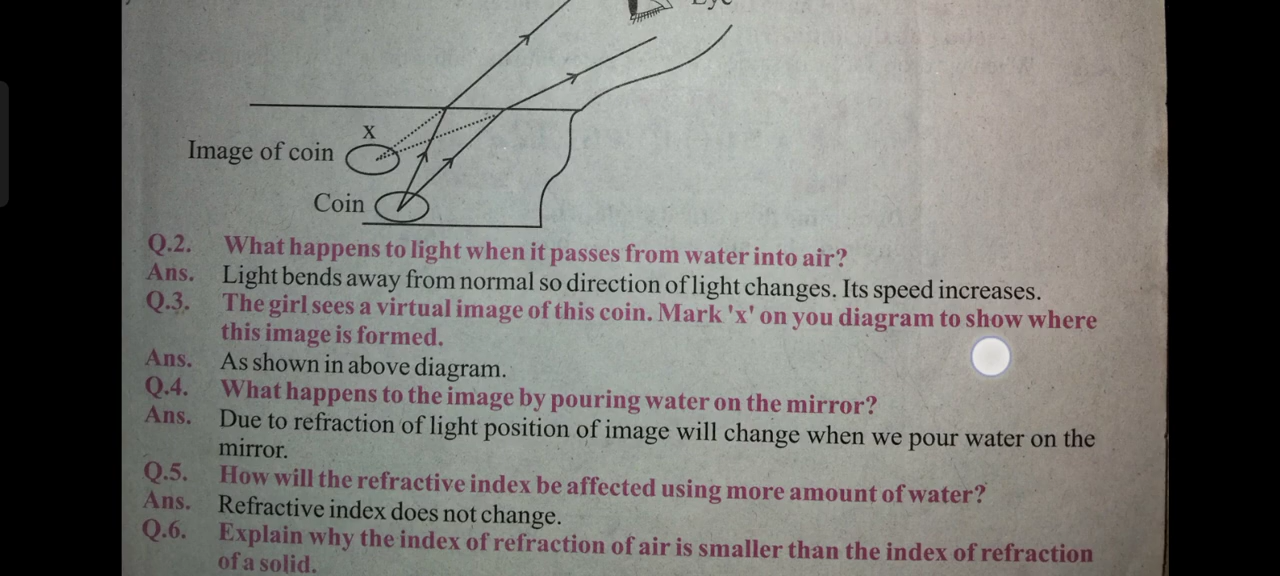 Eye
x
Image of coin
Coin
Q.2. What happens to light when it passes from water into air?
Ans. Light bends away from normal so direction of light changes. Its speed increases.
Q.3. The girl sees a virtual image of this coin. Mark 'x' on you diagram to show where
this image is formed.
Ans. As shown in above diagram.
Q.4. What happens to the image by pouring water on the mirror?
Ans. Due to refraction of light position of image will change when we pour water on the
mirror.
Q.5. How will the refractive index be affected using more amount of water?
Ans. Refractive index does not change.
Q.6. Explain why the index of refraction of air is smaller than the index of refraction
of a solid.